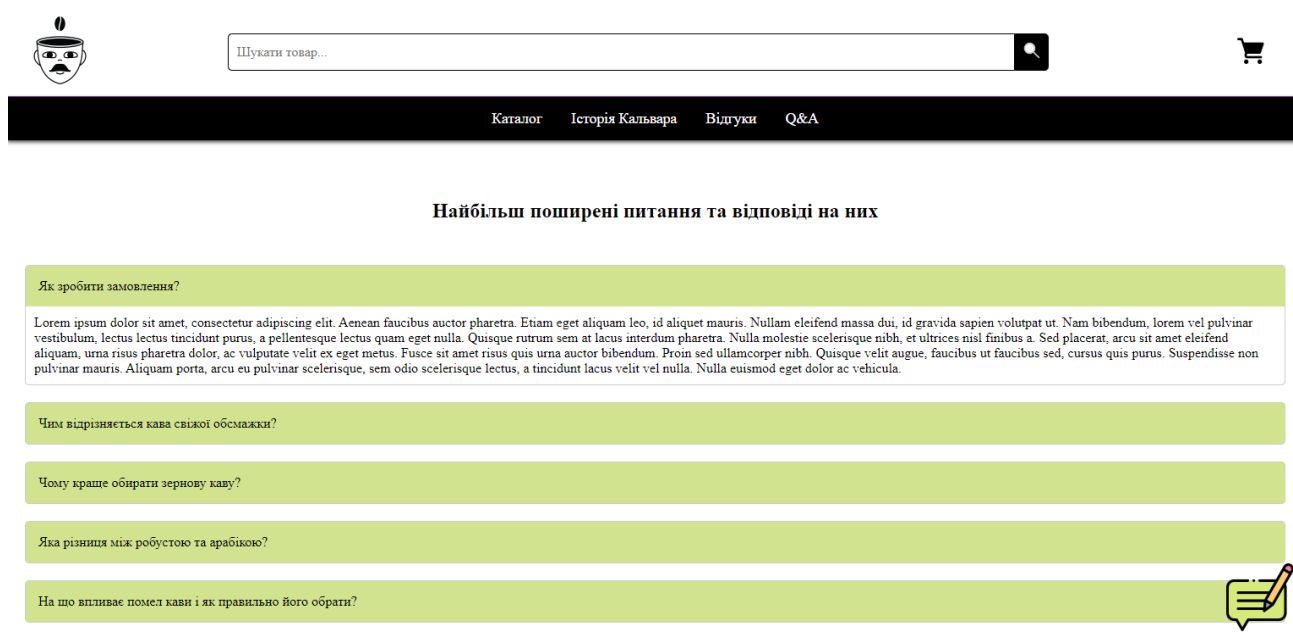 Шукати товар...
Каталог Історія Кальвара Відгуки Q&A
Найбільш поширені питання та відповіді на них
Як зробити замовлення?
Lorem ipsum dolor sit amet, consectetur adipiscing elit. Aenean faucibus auctor pharetra. Etiam eget aliquam leo, id aliquet mauris. Nullam eleifend massa dui, id gravida sapien volutpat ut. Nam bibendum, lorem vel pulvinar
vestibulum, lectus lectus tincidunt purus, a pellentesque lectus quam eget nulla. Quisque rutrum sem at lacus interdum pharetra. Nulla molestie scelerisque nibh, et ultrices nisl finibus a. Sed placerat, arcu sit amet eleifend
aliquam, urna risus pharetra dolor, ac vulputate velit ex eget metus. Fusce sit amet risus quis urna auctor bibendum. Proin sed ullamcorper nibh. Quisque velit augue, faucibus ut faucibus sed, cursus quis purus. Suspendisse non
pulvinar mauris. Aliquam porta, arcu eu pulvinar scelerisque, sem odio scelerisque lectus, a tincidunt lacus velit vel nulla. Nulla euismod eget dolor ac vehicula.
Чим відрізняється кава свіжої обсмажки?
Чому краще обирати зернову каву?
Яка різниця між робустою та арабікою?
На що впливає помел кави і як правильно його обрати?